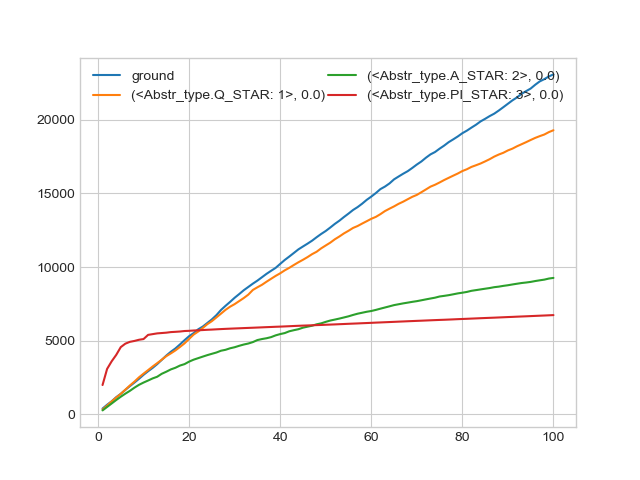 ground
(<Abstr_type.Q_STAR: 1>, 0.0)
(<Abstr_type.A_STAR: 2>, 0.0)
(<Abstr_type.PI_STAR: 3>, 0.0)
20000
15000
10000
5000
0
0 20 40 60 80 100